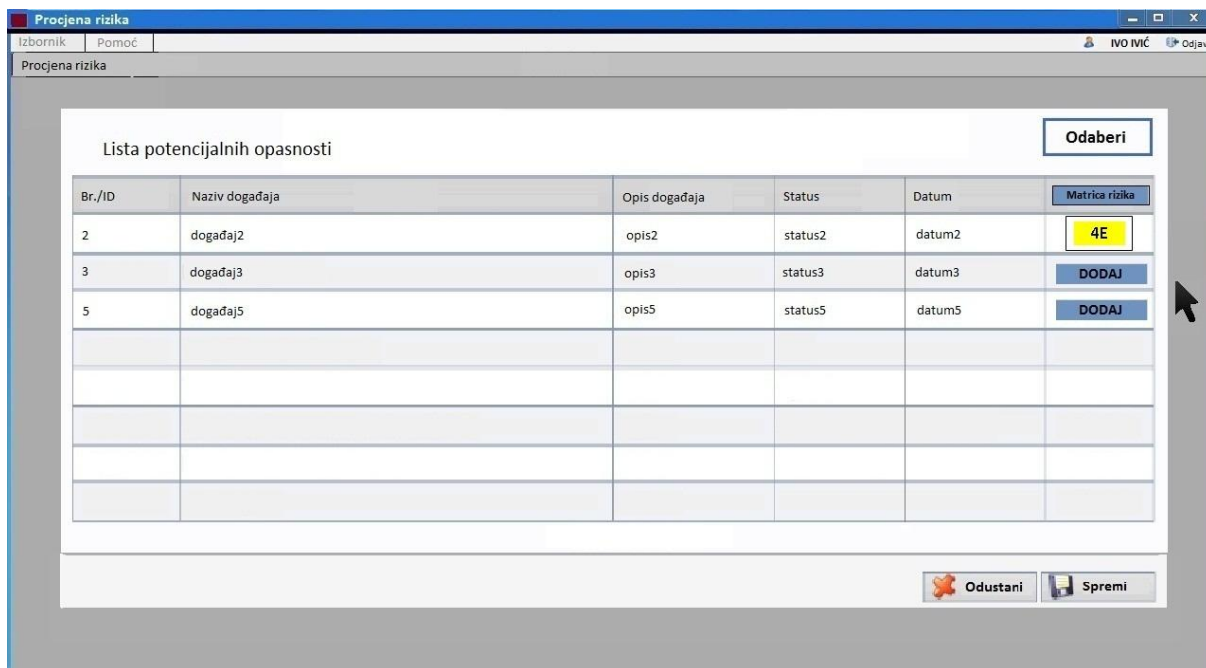 Procjena rizika
Izbornik Pomoć IVO IVIĆ Odjav
Procjena rizika
Odaberi
Lista potencijalnih opasnosti
Br./ID Naziv događaja Opis događaja Status Datum Matrica rizika
2 događaj2 opis2 status2 datum2 4E
3 događaj3 opis3 status3 datum3 DODAJ
5 događaj5 opis5 status5 datum5 DODAJ
Odustani Spremi